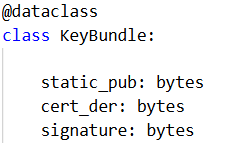 @dataclass
class KeyBundle:
static_pub: bytes
cert_der: bytes
signature: bytes